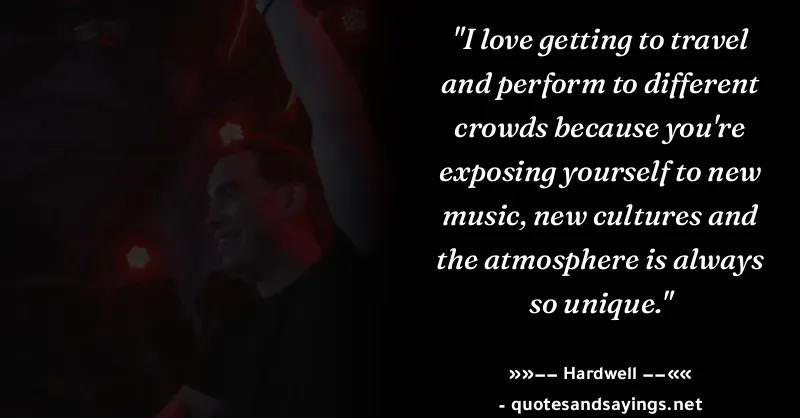 "I love getting to travel
and perform to different
crowds because you're
exposing yourself to new
music, new cultures and
the atmosphere is always
so unique."
»»–– Hardwell ––««
- quotesandsayings.net